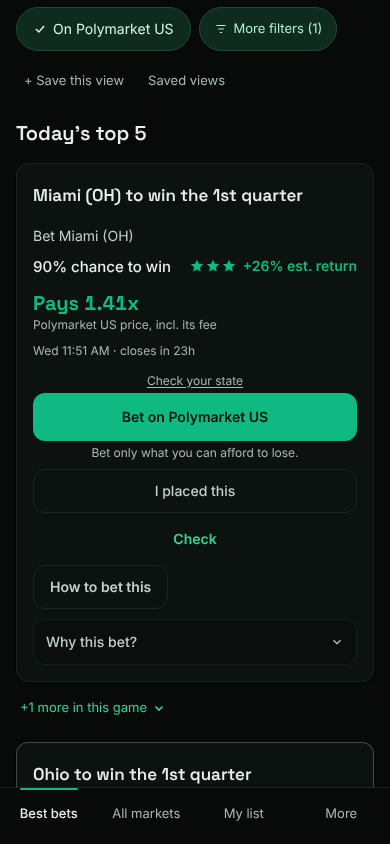 On Polymarket US
More filters (1)
+ Save this view
Saved views
Today's top 5
Miami (OH) to win the 1st quarter
Bet Miami (OH)
90% chance to win
+26% est. return
Pays 1.41x
Polymarket US price, incl. its fee
Wed 11:51 AM · closes in 23h
Check your state
Bet on Polymarket US
Bet only what you can afford to lose.
I placed this
Check
How to bet this
Why this bet?
+1 more in this game
Ohio to win the 1st quarter
Best bets
All markets
My list
More